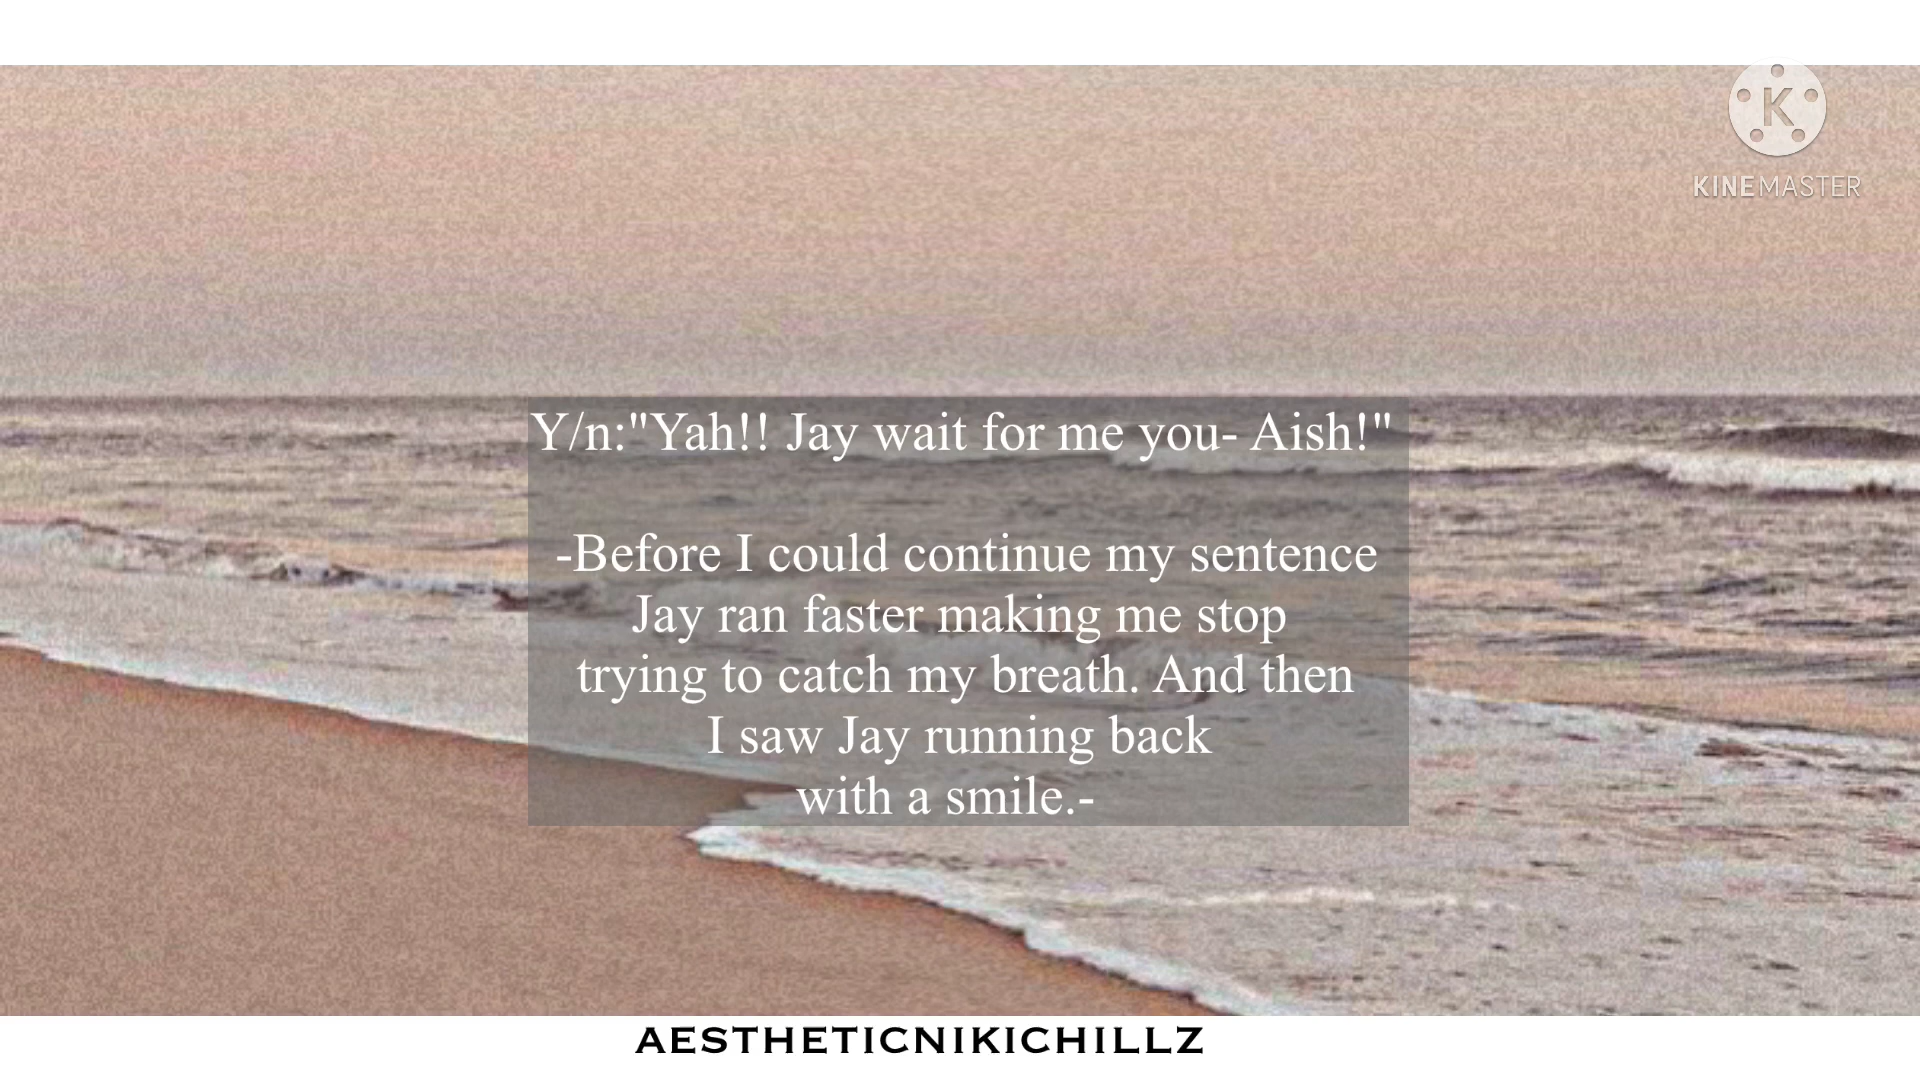 K
KINEMASTER
Y/n:"Yah!! Jay wait for me you- Aish!"
-Before I could continue my sentence
Jay ran faster making me stop
trying to catch my breath. And then
I saw Jay running back
with a smile.-
AESTHETICNIKICHILLZ